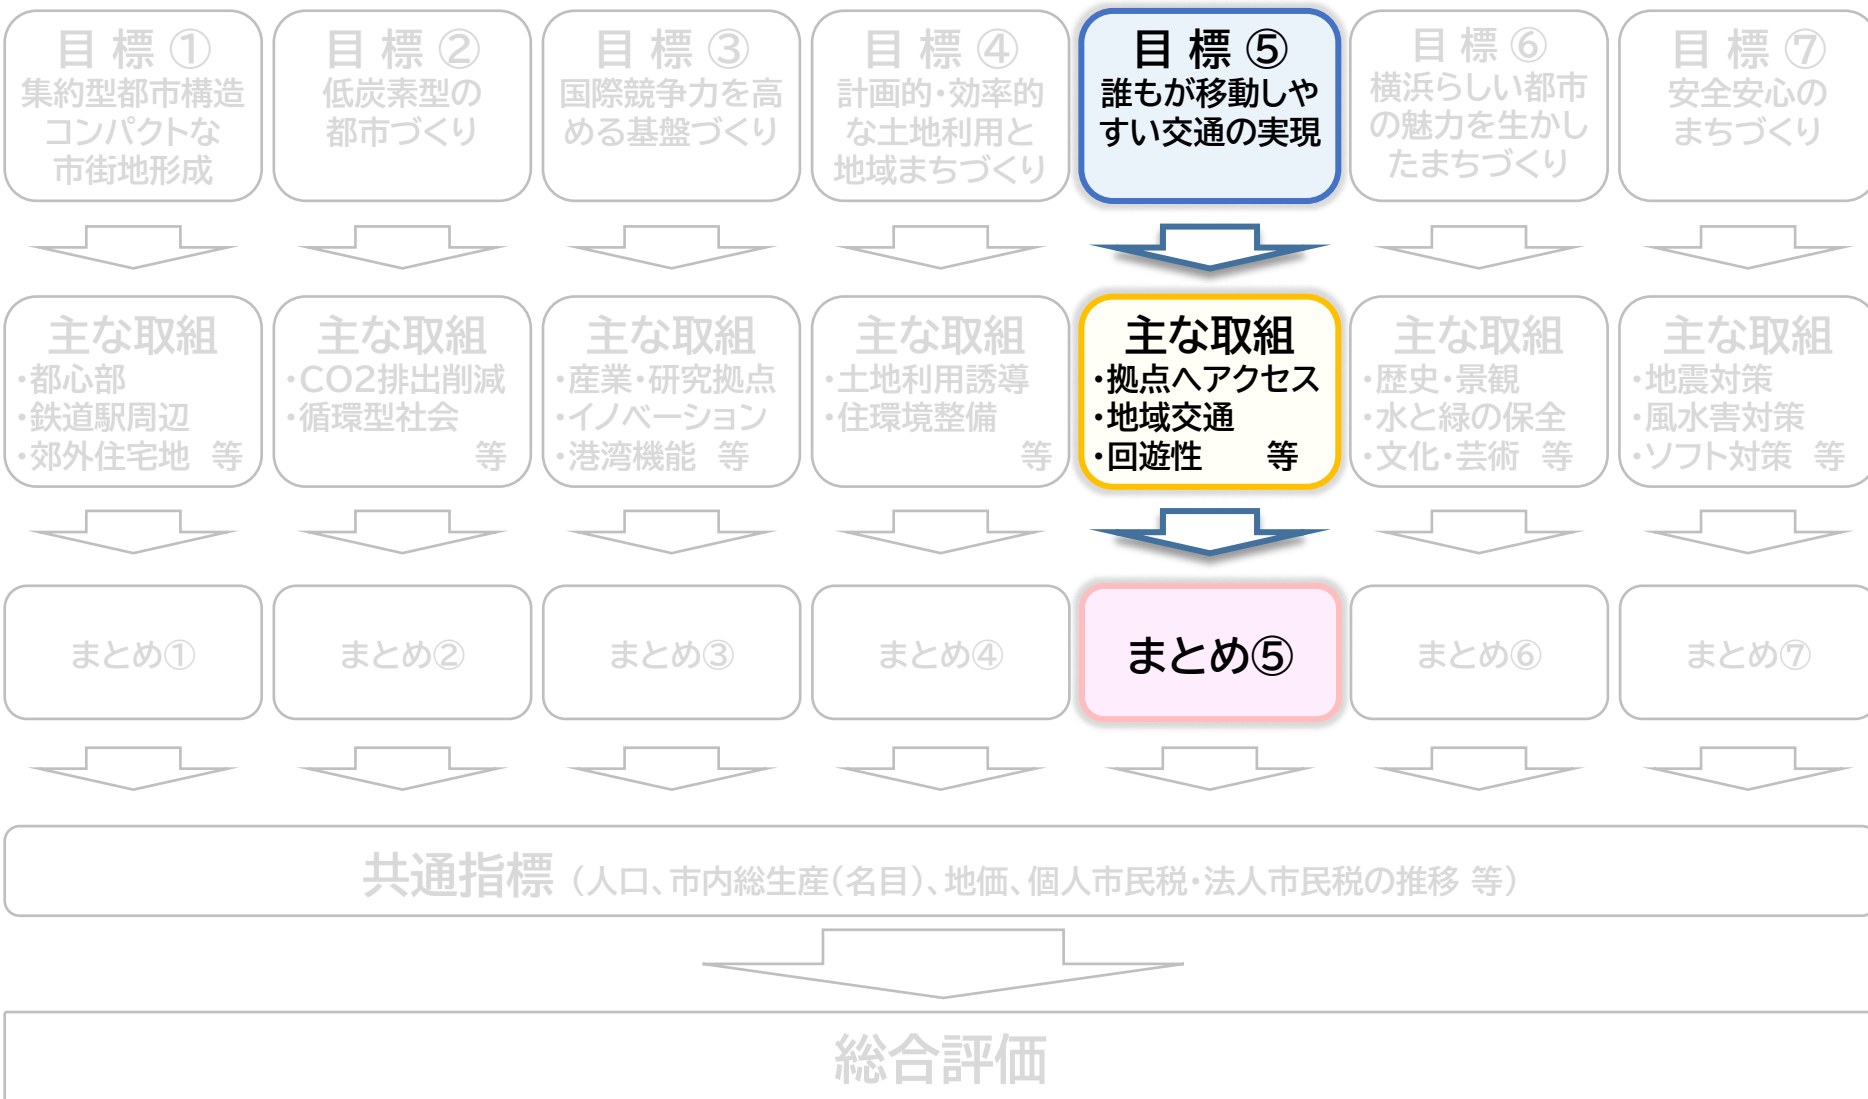 目 標 ①
集約型都市構造
コンパクトな
市街地形成
目 標 ②
低炭素型の
都市づくり
目 標 ③
国際競争力を高
める基盤づくり
目 標 ④
計画的・効率的
な土地利用と
地域まちづくり
目 標 ⑤
誰もが移動しや
すい交通の実現
目 標 ⑥
横浜らしい都市
の魅力を生かし
たまちづくり
目 標 ⑦
安全安心の
まちづくり
主な取組
・都心部
・鉄道駅周辺
・郊外住宅地 等
主な取組
・CO2排出削減
・循環型社会
等
主な取組
・産業・研究拠点
・イノベーション
・港湾機能 等
主な取組
・土地利用誘導
・住環境整備
等
主な取組
・拠点へアクセス
・地域交通
・回遊性 等
主な取組
・歴史・景観
・水と緑の保全
・文化・芸術 等
主な取組
・地震対策
・風水害対策
・ソフト対策 等
まとめ①
まとめ②
まとめ③
まとめ④
まとめ⑤
まとめ⑥
まとめ⑦
共通指標（人口、市内総生産（名目）、地価、個人市民税・法人市民税の推移 等）
総合評価